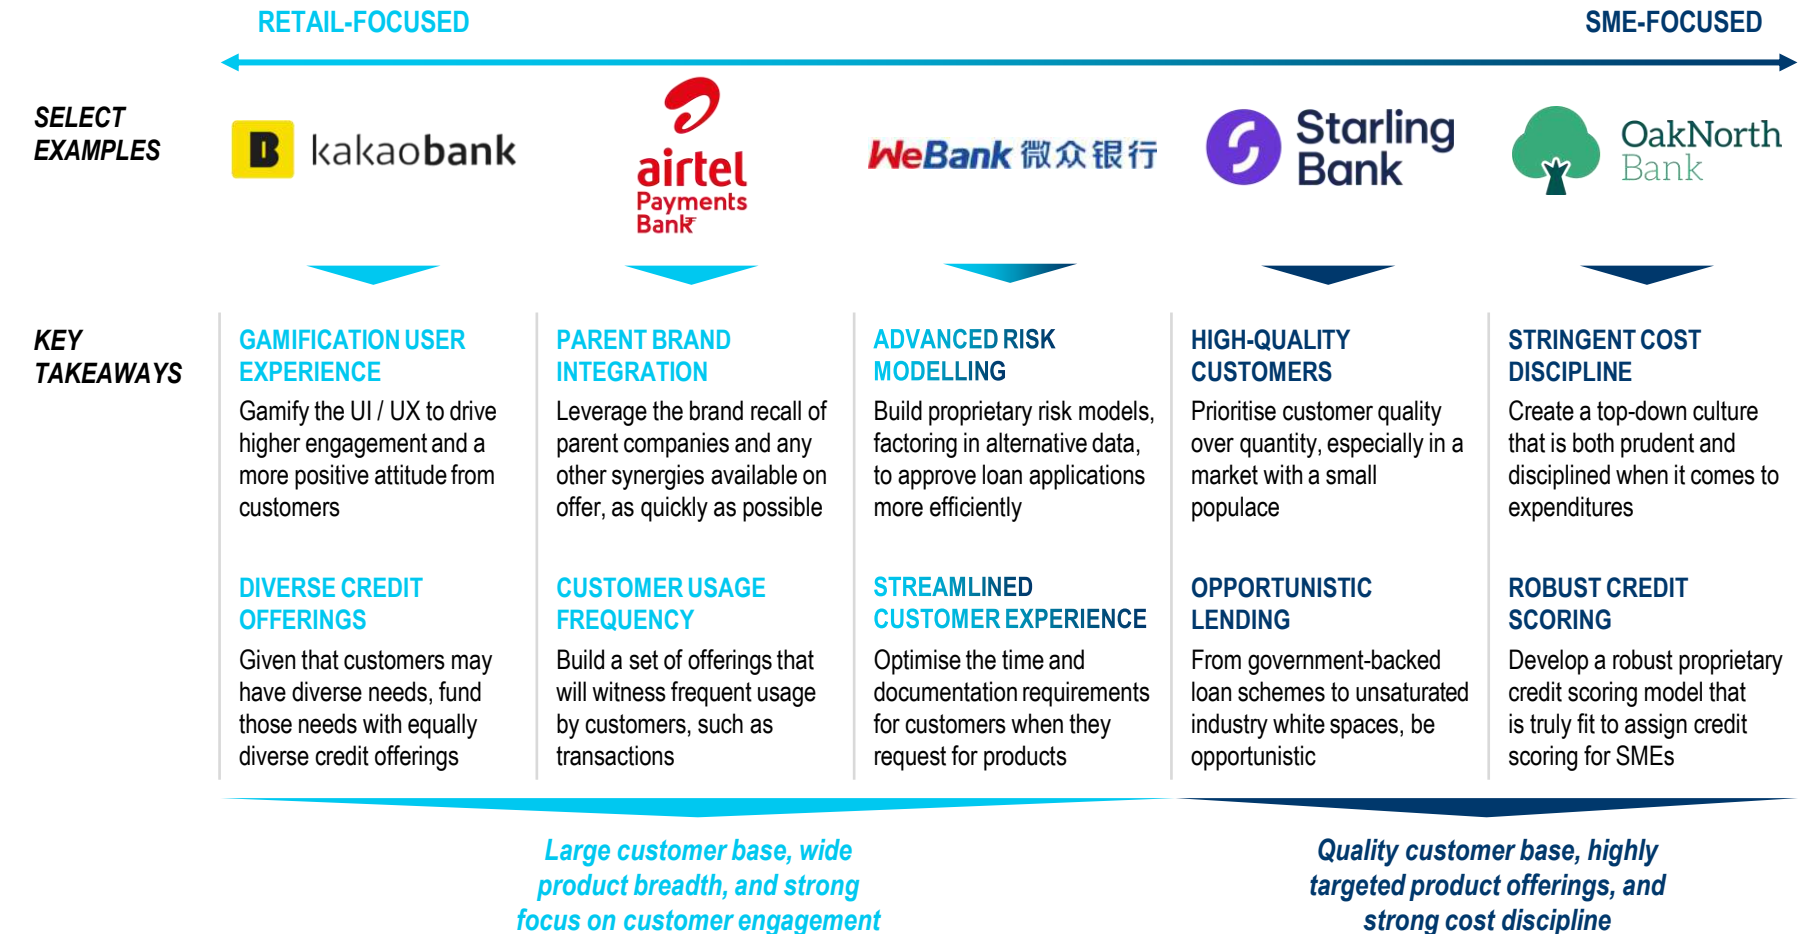 RETAIL-FOCUSED
SME-FOCUSED
SELECT
EXAMPLES
B kakaobank
airtel
Payments
Bank
WeBank 微众银行
Starling
Bank
OakNorth
Bank
KEY
TAKEAWAYS
GAMIFICATION USER
EXPERIENCE
Gamify the UI / UX to drive
higher engagement and a
more positive attitude from
customers
DIVERSE CREDIT
OFFERINGS
Given that customers may
have diverse needs, fund
those needs with equally
diverse credit offerings
PARENT BRAND
INTEGRATION
Leverage the brand recall of
parent companies and any
other synergies available on
offer, as quickly as possible
CUSTOMER USAGE
FREQUENCY
Build a set of offerings that
will witness frequent usage
by customers, such as
transactions
ADVANCED RISK
MODELLING
Build proprietary risk models,
factoring in alternative data,
to approve loan applications
more efficiently
STREAMLINED
CUSTOMER EXPERIENCE
Optimise the time and
documentation requirements
for customers when they
request for products
HIGH-QUALITY
CUSTOMERS
Prioritise customer quality
over quantity, especially in a
market with a small
populace
OPPORTUNISTIC
LENDING
From government-backed
loan schemes to unsaturated
industry white spaces, be
opportunistic
STRINGENT COST
DISCIPLINE
Create a top-down culture
that is both prudent and
disciplined when it comes to
expenditures
ROBUST CREDIT
SCORING
Develop a robust proprietary
credit scoring model that
is truly fit to assign credit
scoring for SMEs
Large customer base, wide
product breadth, and strong
focus on customer engagement
Quality customer base, highly
targeted product offerings, and
strong cost discipline